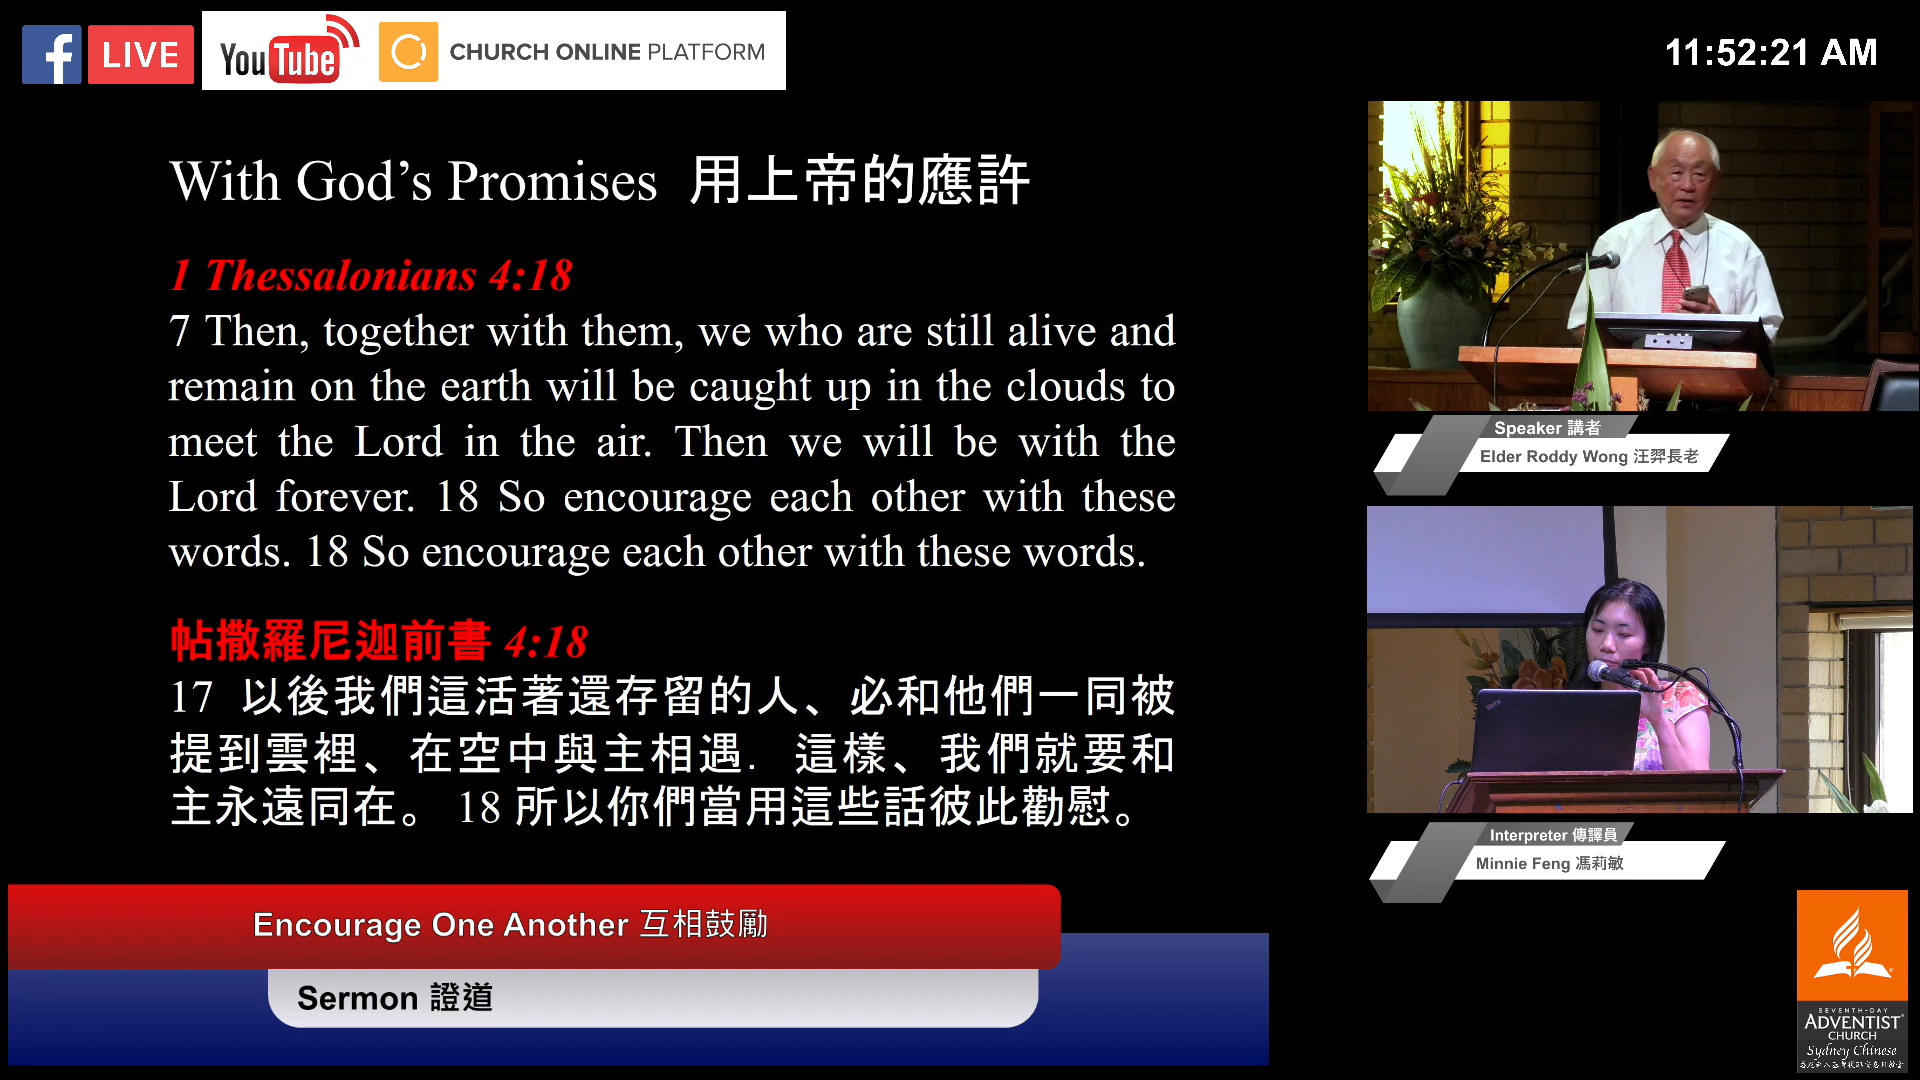 f LIVE YouTube CHURCH ONLINE PLATFORM
11:52:21 AM
With God’s Promises 用上帝的應許
1 Thessalonians 4:18
7 Then, together with them, we who are still alive and
remain on the earth will be caught up in the clouds to
meet the Lord in the air. Then we will be with the
Lord forever. 18 So encourage each other with these
words. 18 So encourage each other with these words.
帖撒羅尼迦前書 4:18
17 以後我們這活著還存留的人、必和他們一同被
提到雲裡、在空中與主相遇．這樣、我們就要和
主永遠同在。 18 所以你們當用這些話彼此勸慰。
Encourage One Another 互相鼓勵
Sermon 證道
Speaker 講者
Elder Roddy Wong 汪羿長老
Interpreter 傳譯員
Minnie Feng 馮莉敏
SEVENTH-DAY
ADVENTIST
CHURCH
Sydney Chinese